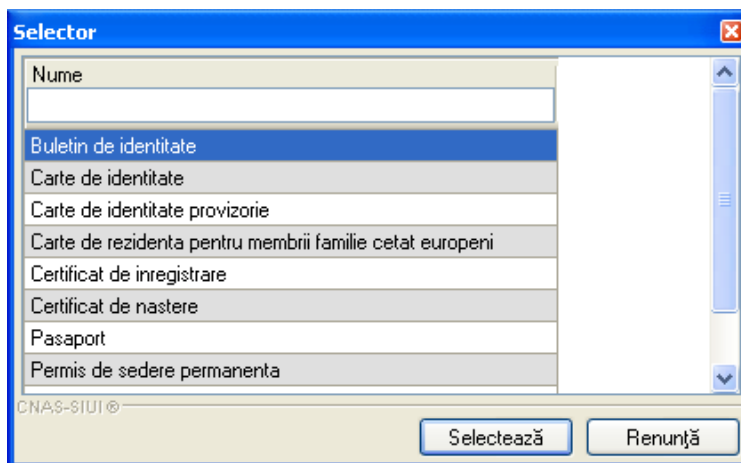 Selector
Nume
Buletin de identitate
Carte de identitate
Carte de identitate provizorie
Carte de rezidenta pentru membrii familie cetat europeni
Certificat de inregistrare
Certificat de nastere
Pasaport
Permis de sedere permanenta
CNAS-SIUI ®
Selectează Renunţă